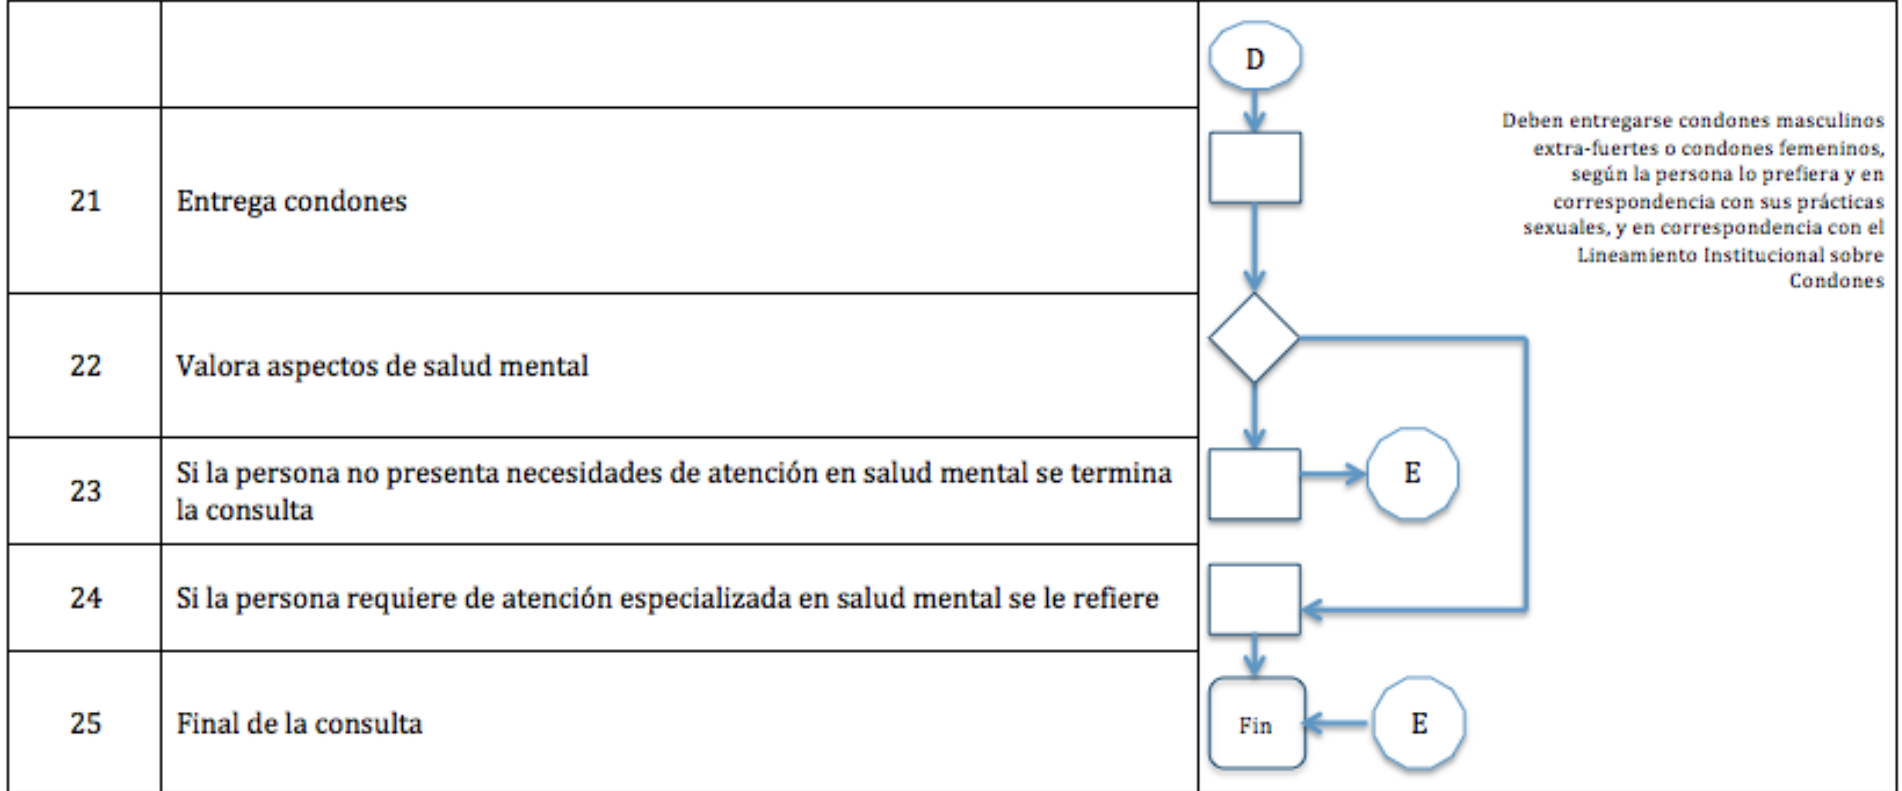 D
21
Entrega condones
Deben entregarse condones masculinos
extra-fuertes o condones femeninos,
según la persona lo prefiera y en
correspondencia con sus prácticas
sexuales, y en correspondencia con el
Lineamiento Institucional sobre
Condones
22
Valora aspectos de salud mental
23
Si la persona no presenta necesidades de atención en salud mental se termina
la consulta
E
24
Si la persona requiere de atención especializada en salud mental se le refiere
25
Final de la consulta
Fin
E